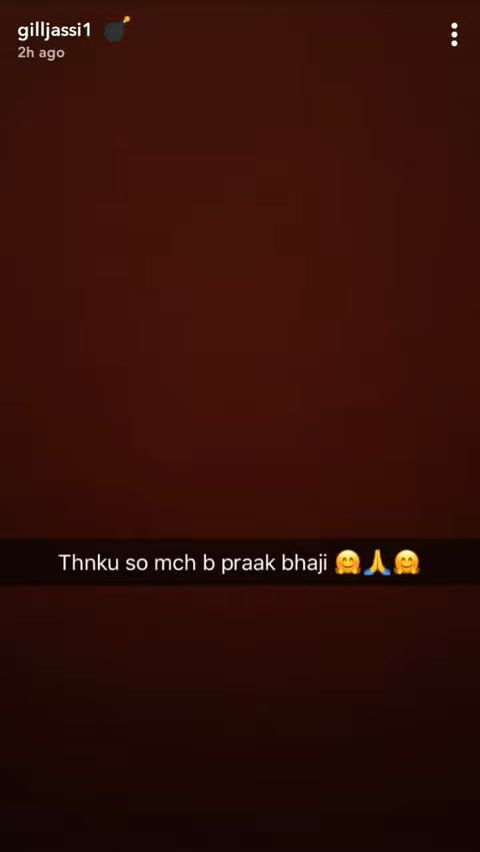 gilljassi1 💣
2h ago
Thnku so mch b praak bhaji 🤗🙏🤗